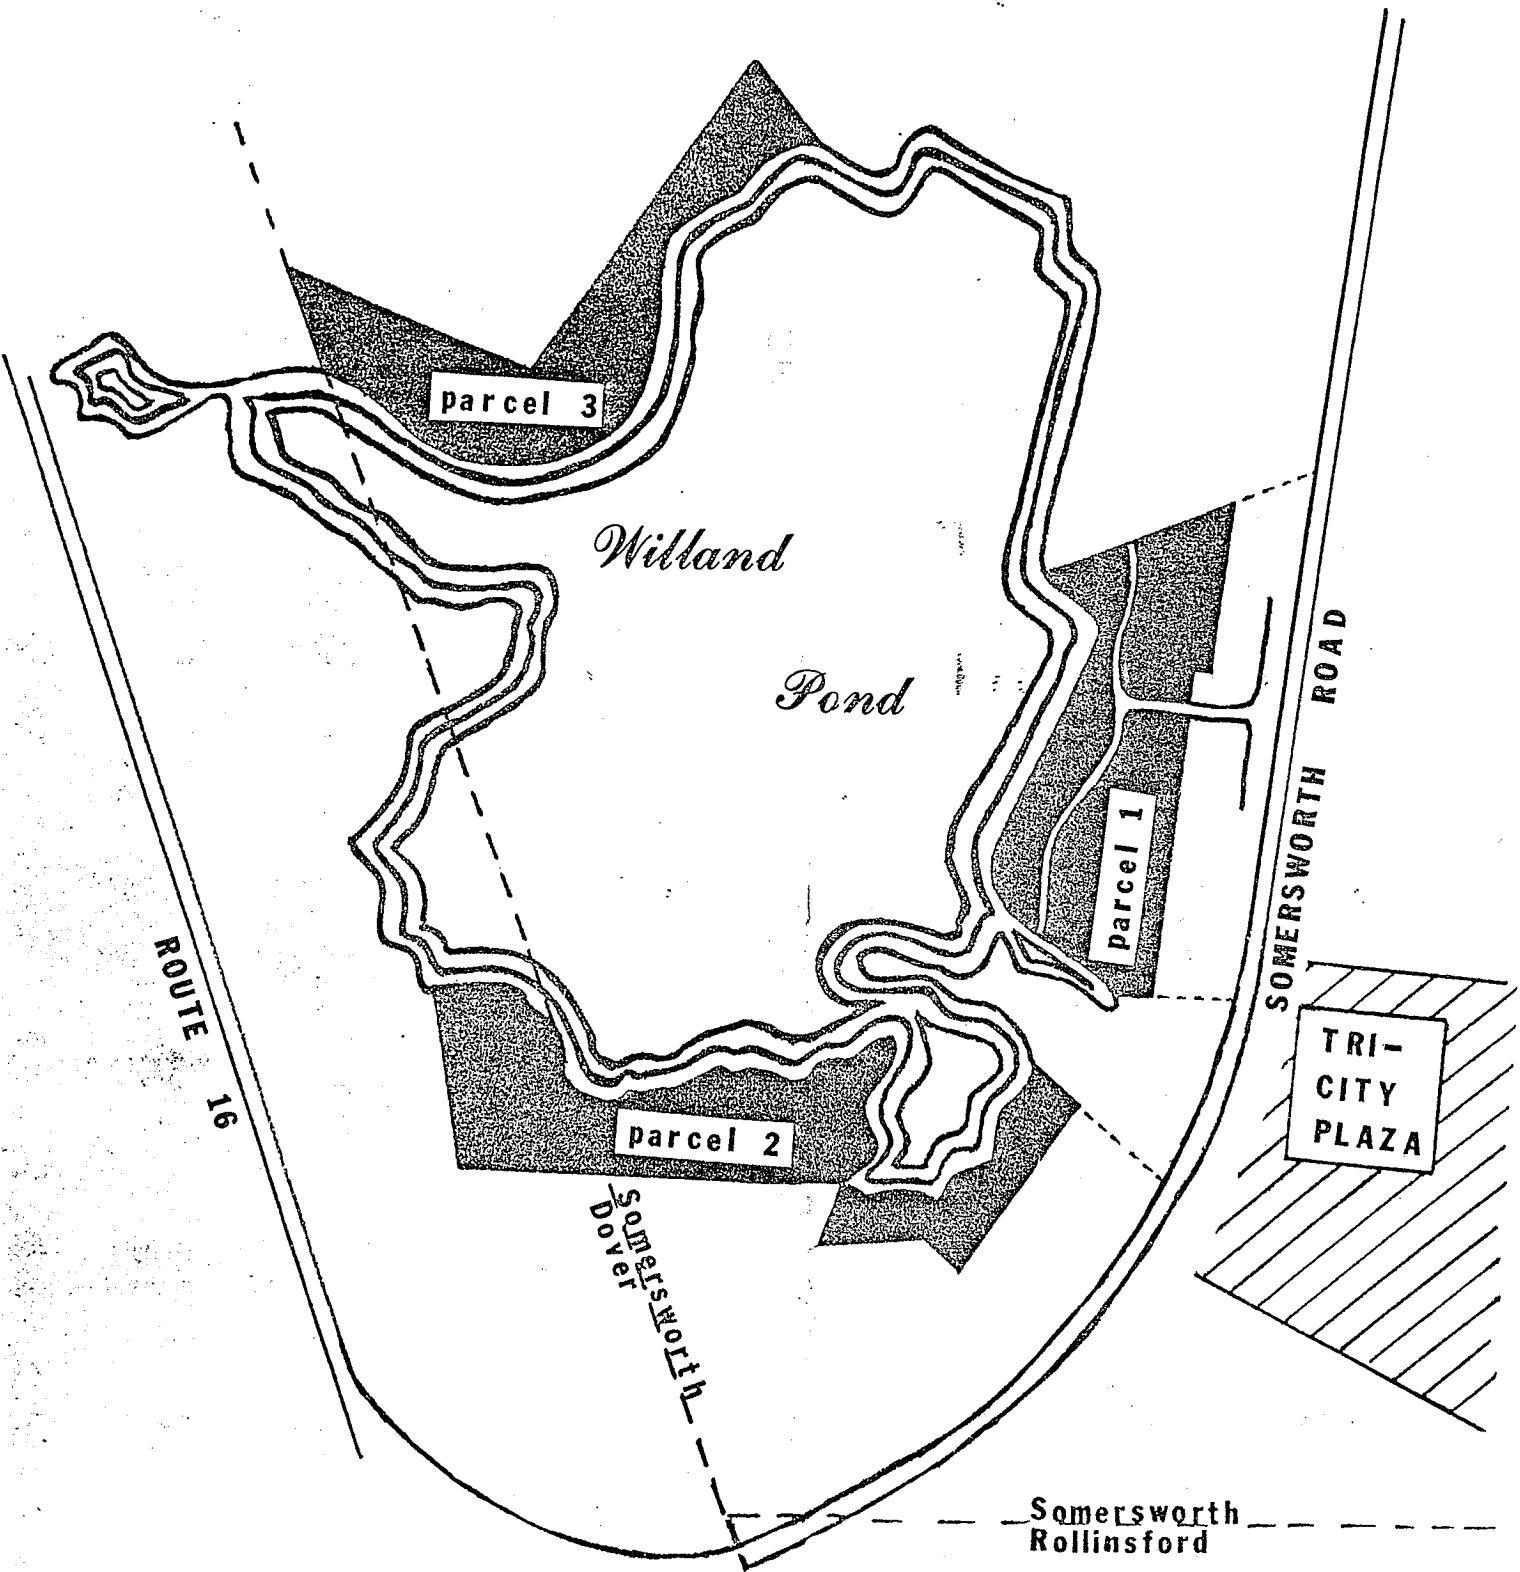 parcel 3
Willand
Pond
SOMERSWORTH ROAD
parcel 1
ROUTE 16
TRI-
CITY
PLAZA
parcel 2
Somersworth
Dover
Somersworth
Rollinsford